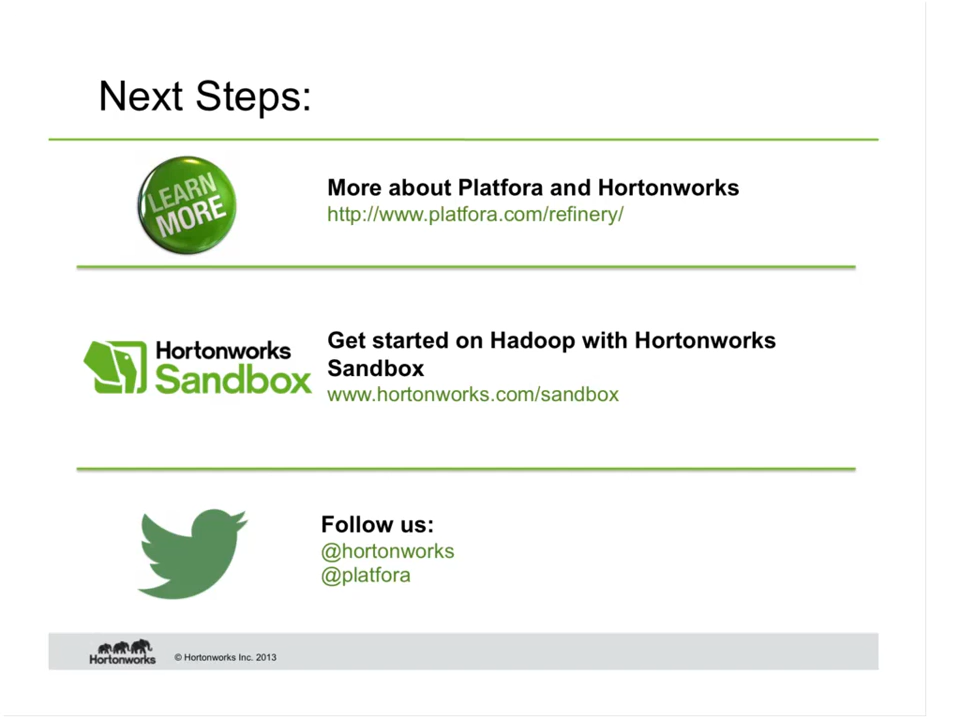 Next Steps:
LEARN
MORE
More about Platfora and Hortonworks
http://www.platfora.com/refinery/
Hortonworks
Sandbox
Get started on Hadoop with Hortonworks
Sandbox
www.hortonworks.com/sandbox
Follow us:
@hortonworks
@platfora
Hortonworks
© Hortonworks Inc. 2013